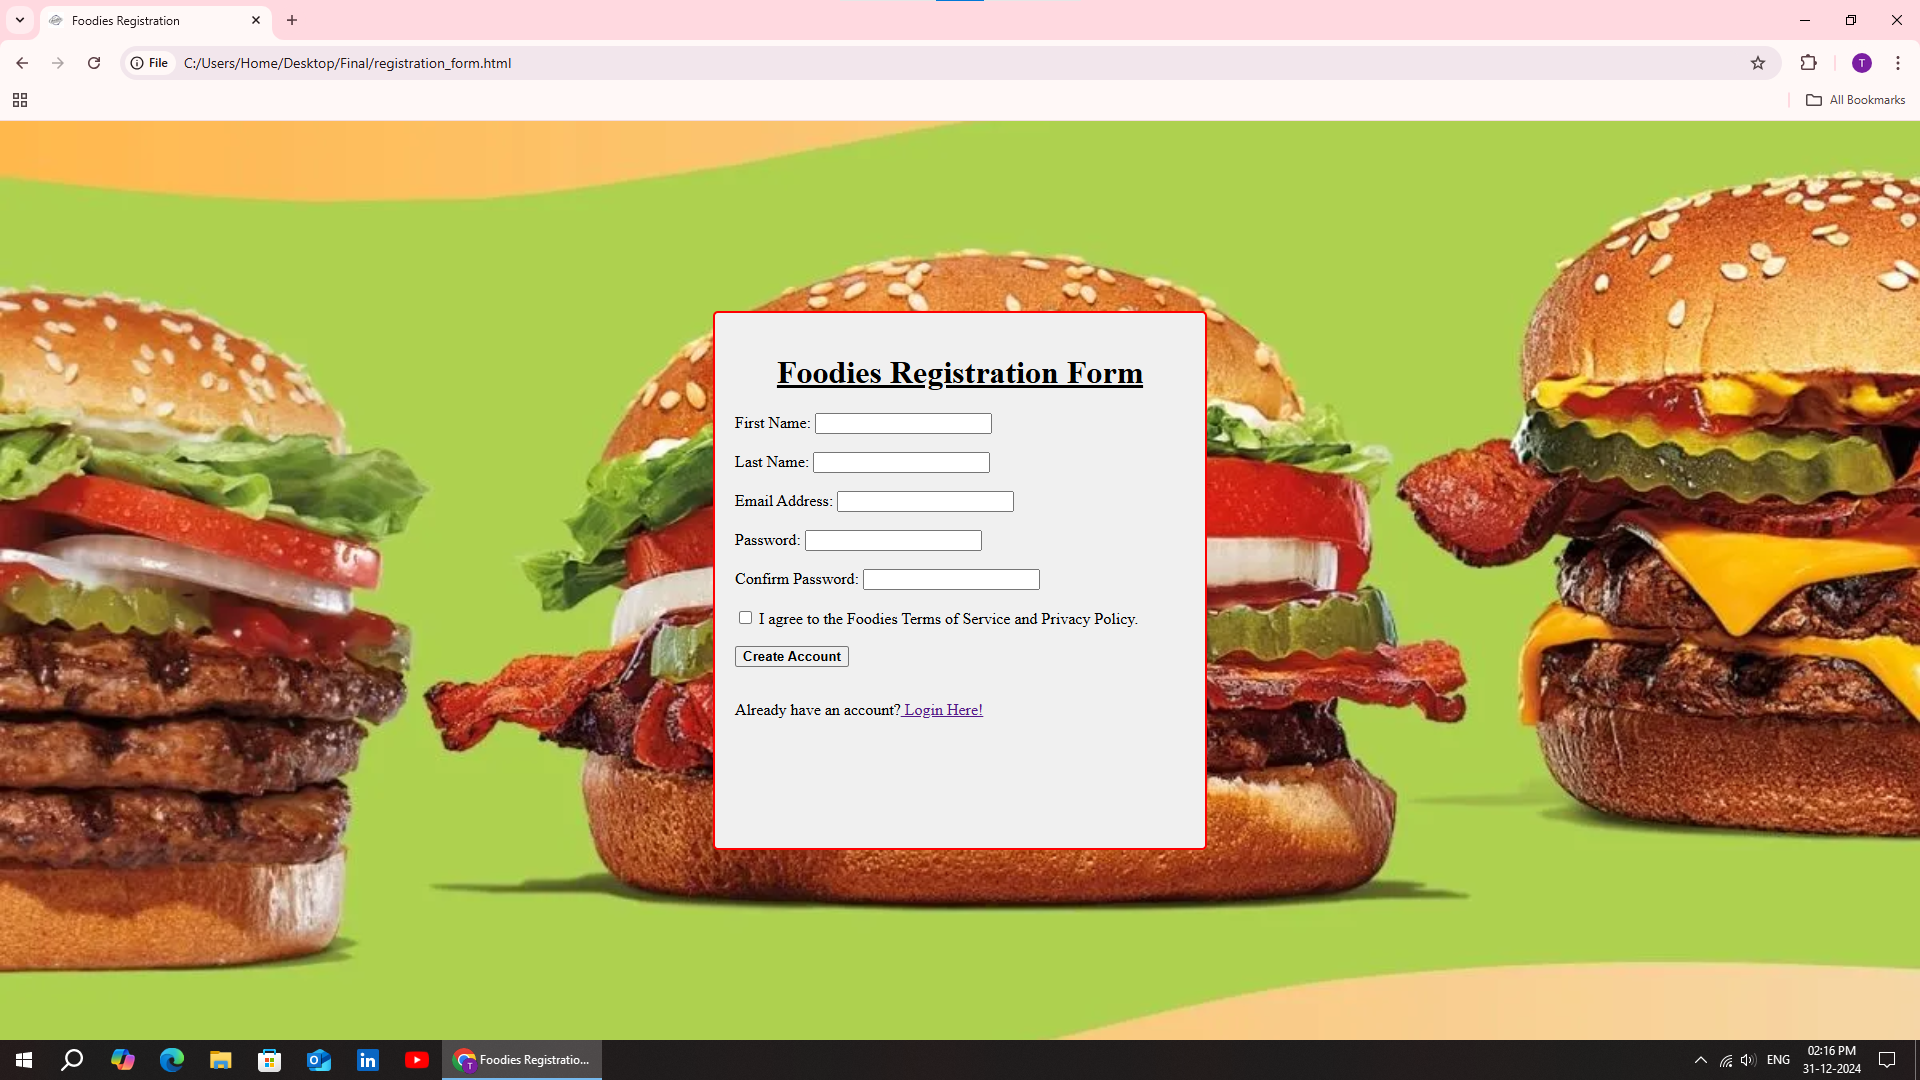 Foodies Registration
File C:/Users/Home/Desktop/Final/registration_form.html
T
All Bookmarks
Foodies Registration Form
First Name:
Last Name:
Email Address:
Password:
Confirm Password:
I agree to the Foodies Terms of Service and Privacy Policy.
Create Account
Already have an account? Login Here!
Foodies Registratio...
ENG
02:16 PM
31-12-2024